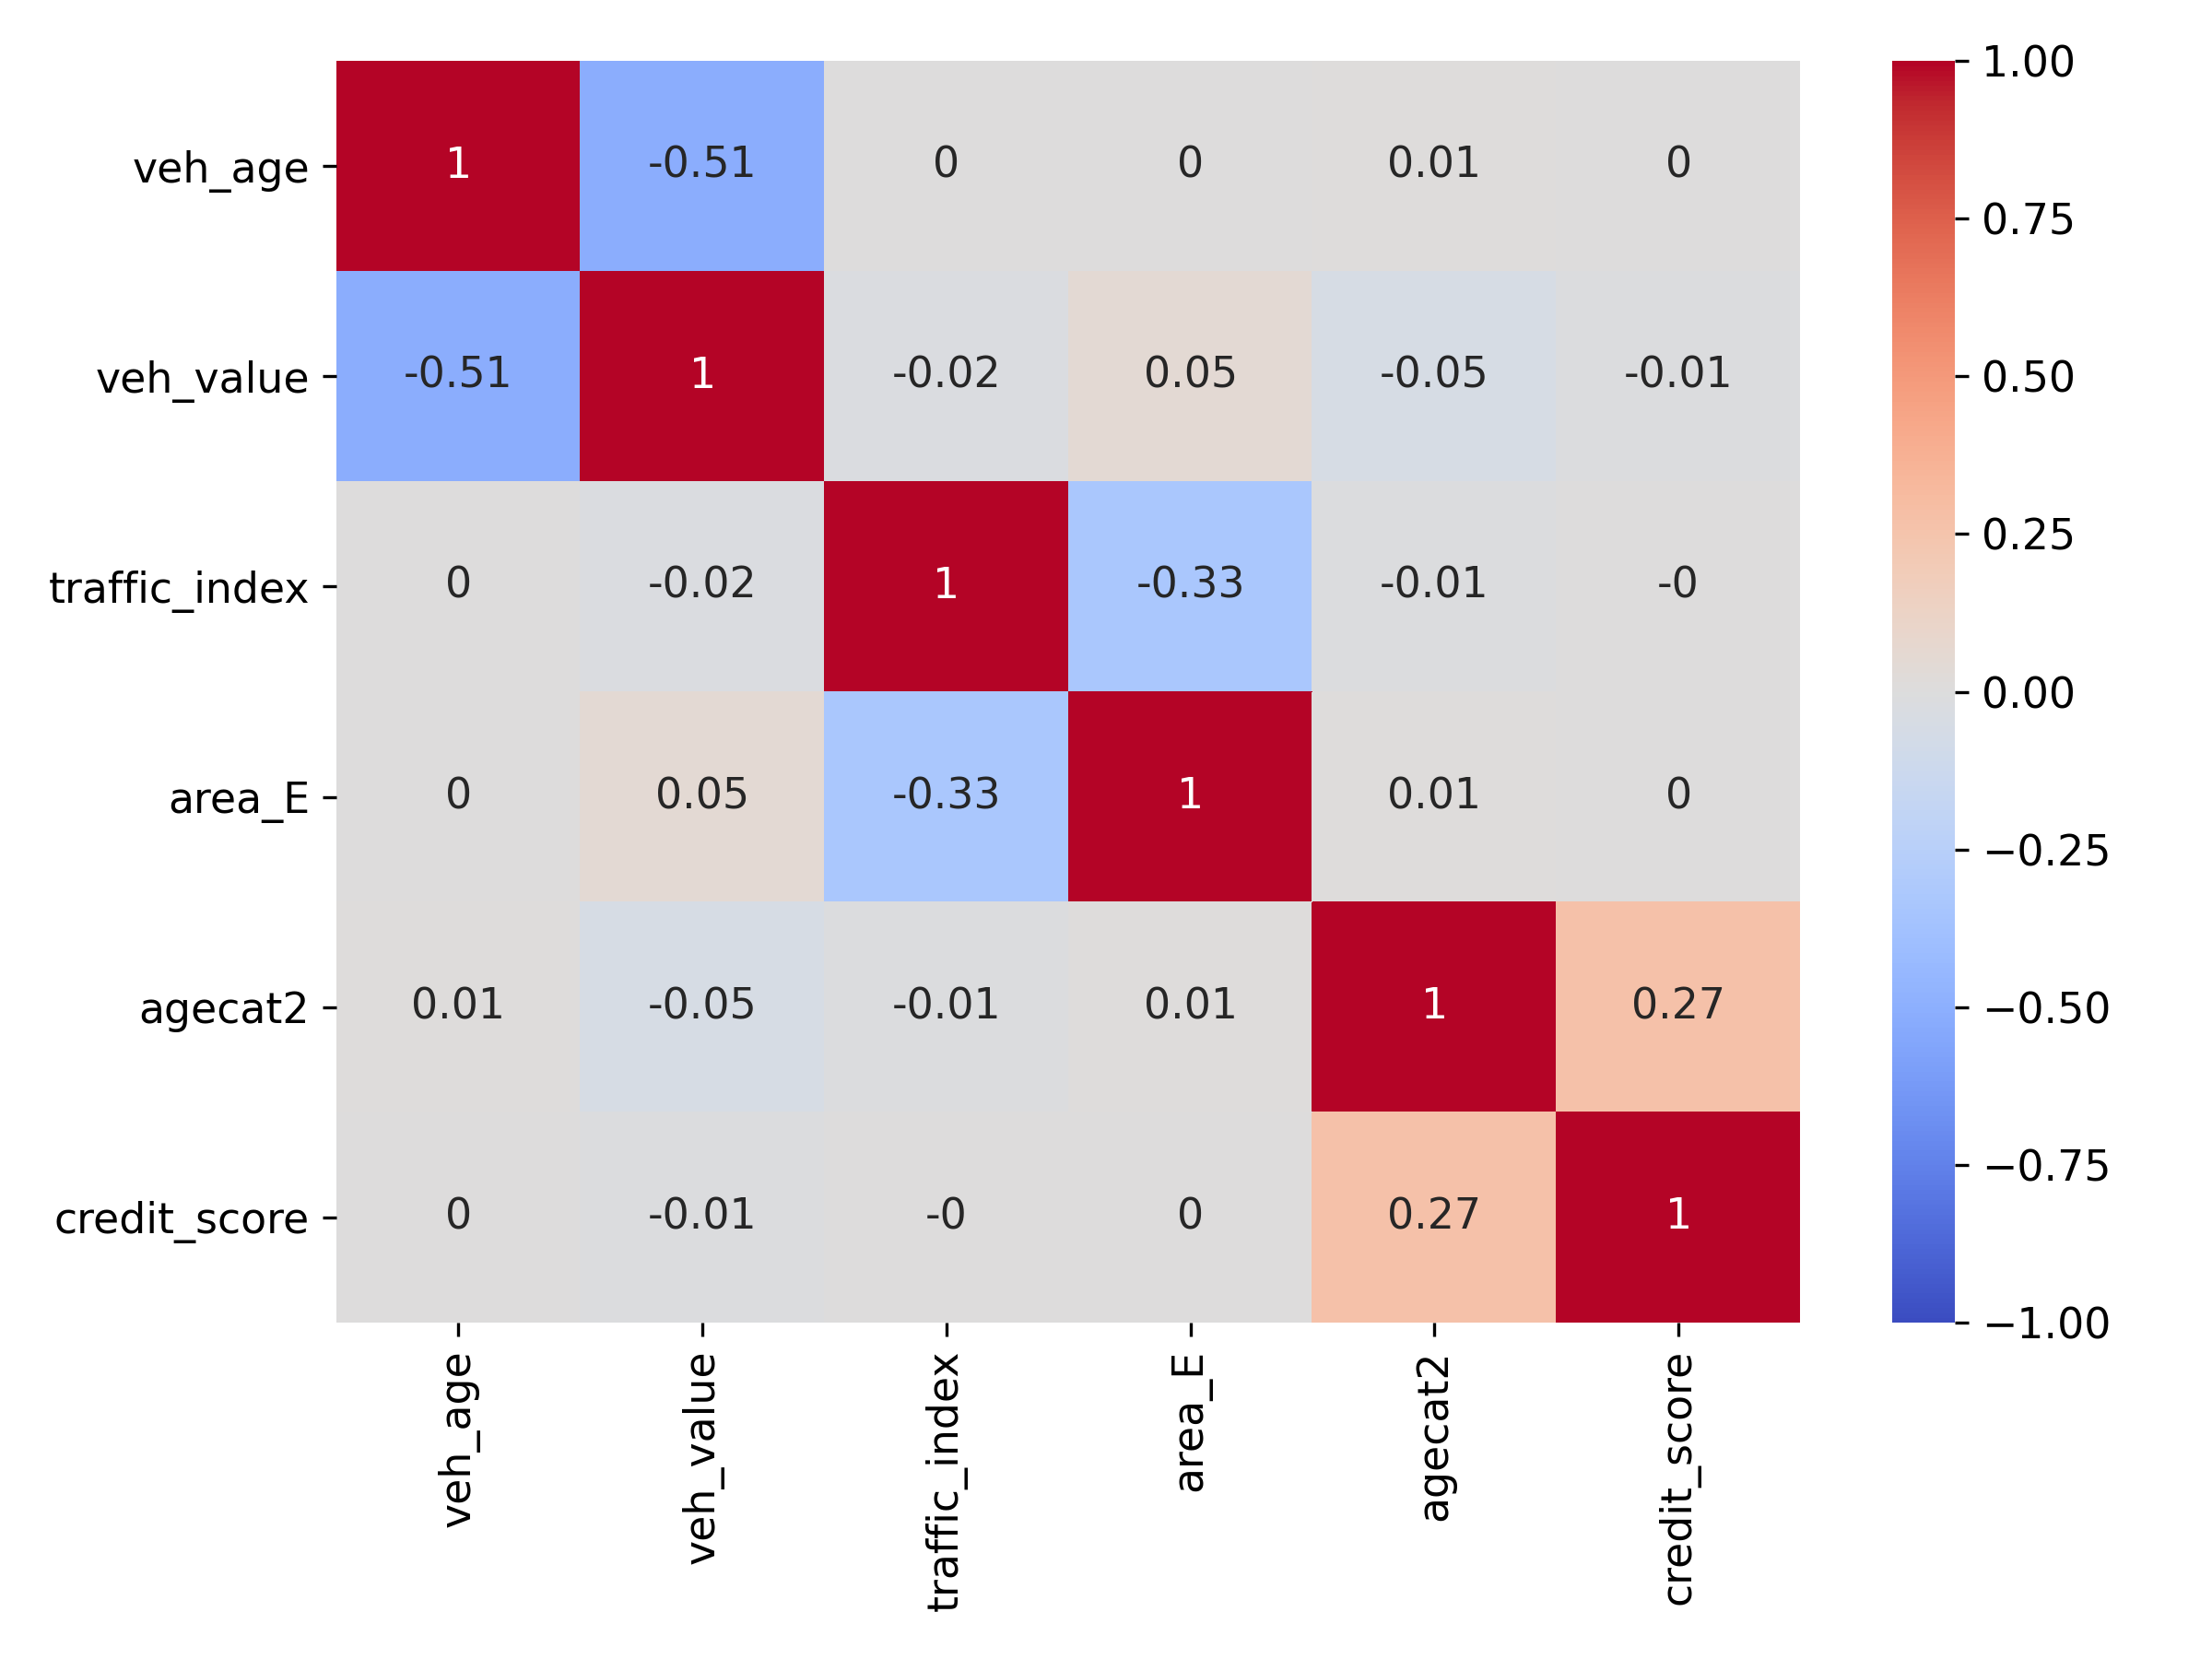 veh_age 1 -0.51 0 0 0.01 0
veh_value -0.51 1 -0.02 0.05 -0.05 -0.01
traffic_index 0 -0.02 1 -0.33 -0.01 -0
area_E 0 0.05 -0.33 1 0.01 0
agecat2 0.01 -0.05 -0.01 0.01 1 0.27
credit_score 0 -0.01 -0 0 0.27 1
veh_age veh_value traffic_index area_E agecat2 credit_score
1.00
0.75
0.50
0.25
0.00
−0.25
−0.50
−0.75
−1.00